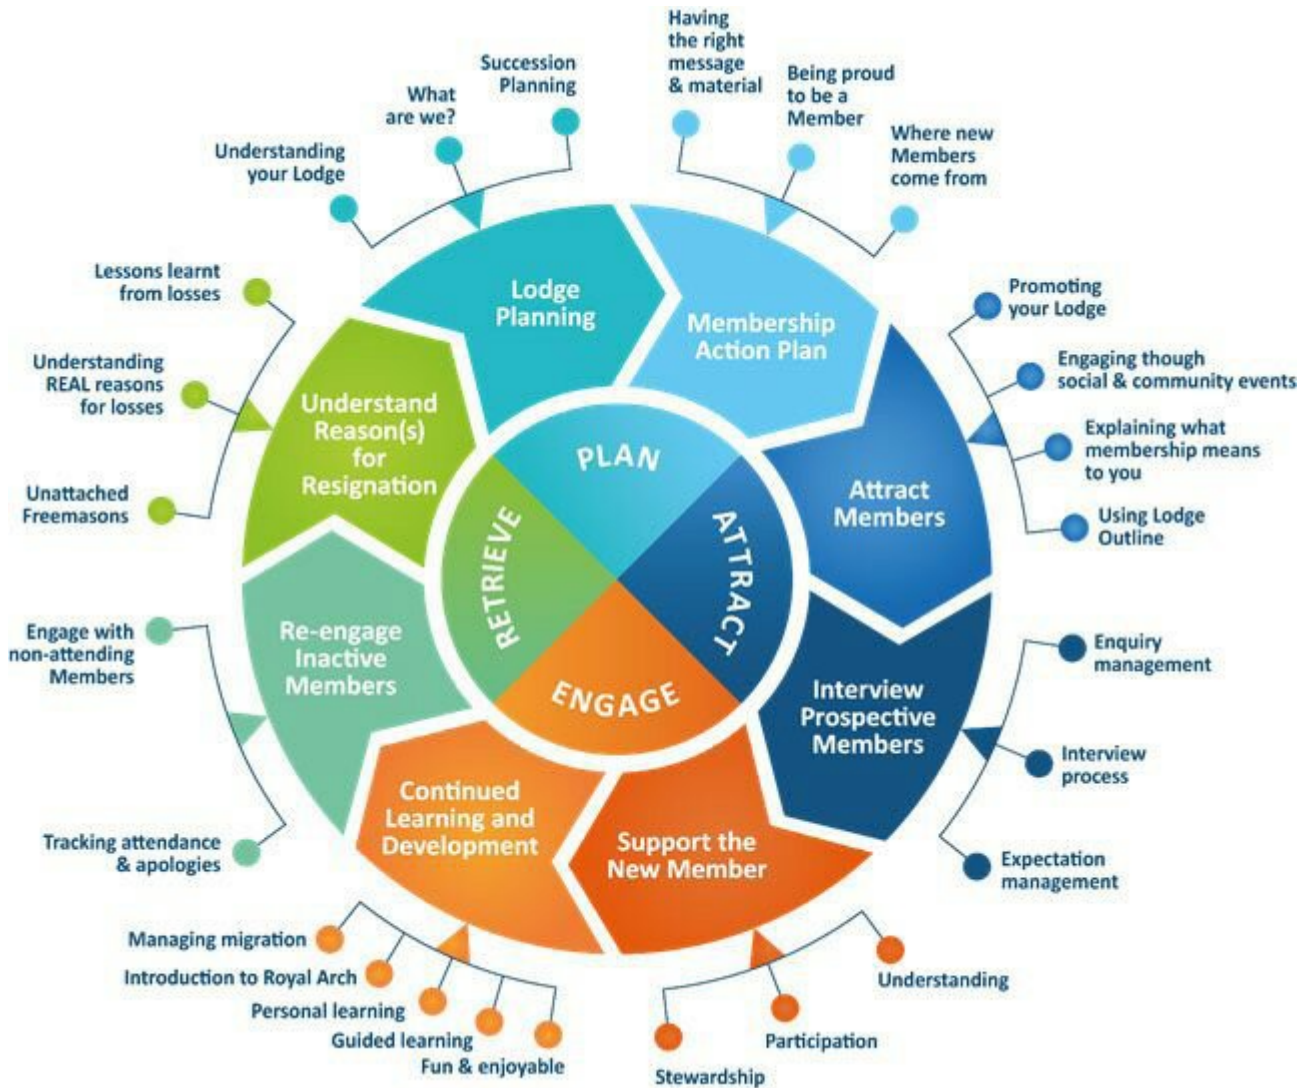 Having
the right
message
& material
Being proud
to be a
Member
Where new
Members
come from
Succession
Planning
What
are we?
Understanding
your Lodge
Lessons learnt
from losses
Understanding
REAL reasons
for losses
Unattached
Freemasons
Engage with
non-attending
Members
Tracking attendance
& apologies
Managing migration
Introduction to Royal Arch
Personal learning
Guided learning
Fun & enjoyable
Stewardship
Participation
Understanding
Expectation
management
Interview
process
Enquiry
management
Using Lodge
Outline
Explaining what
membership means
to you
Engaging though
social & community events
Promoting
your Lodge
Lodge
Planning
Membership
Action Plan
Attract
Members
Interview
Prospective
Members
Support the
New Member
Continued
Learning and
Development
Re-engage
Inactive
Members
Understand
Reason(s)
for
Resignation
PLAN
ATTRACT
ENGAGE
RETRIEVE